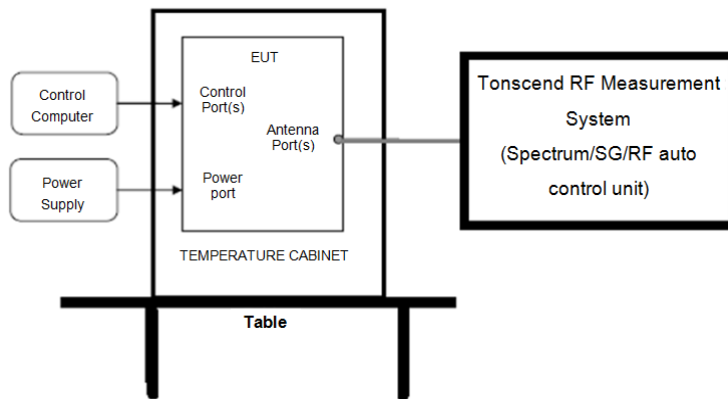 EUT
Control
Computer
Control
Port(s)
Antenna
Port(s)
Power
Supply
Power
port
TEMPERATURE CABINET
Table
Tonscend RF Measurement
System
(Spectrum/SG/RF auto
control unit)